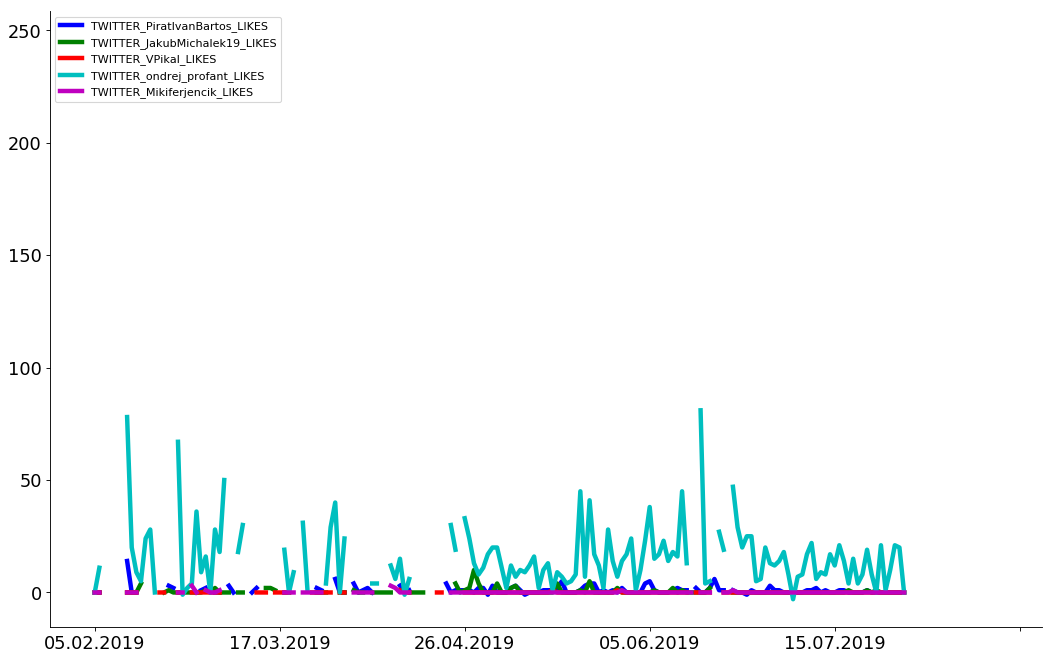 250
TWITTER_PiratIvanBartos_LIKES
TWITTER_JakubMichalek19_LIKES
TWITTER_VPikal_LIKES
TWITTER_ondrej_profant_LIKES
TWITTER_Mikiferjencik_LIKES
200
150
100
50
0
05.02.2019 17.03.2019 26.04.2019 05.06.2019 15.07.2019